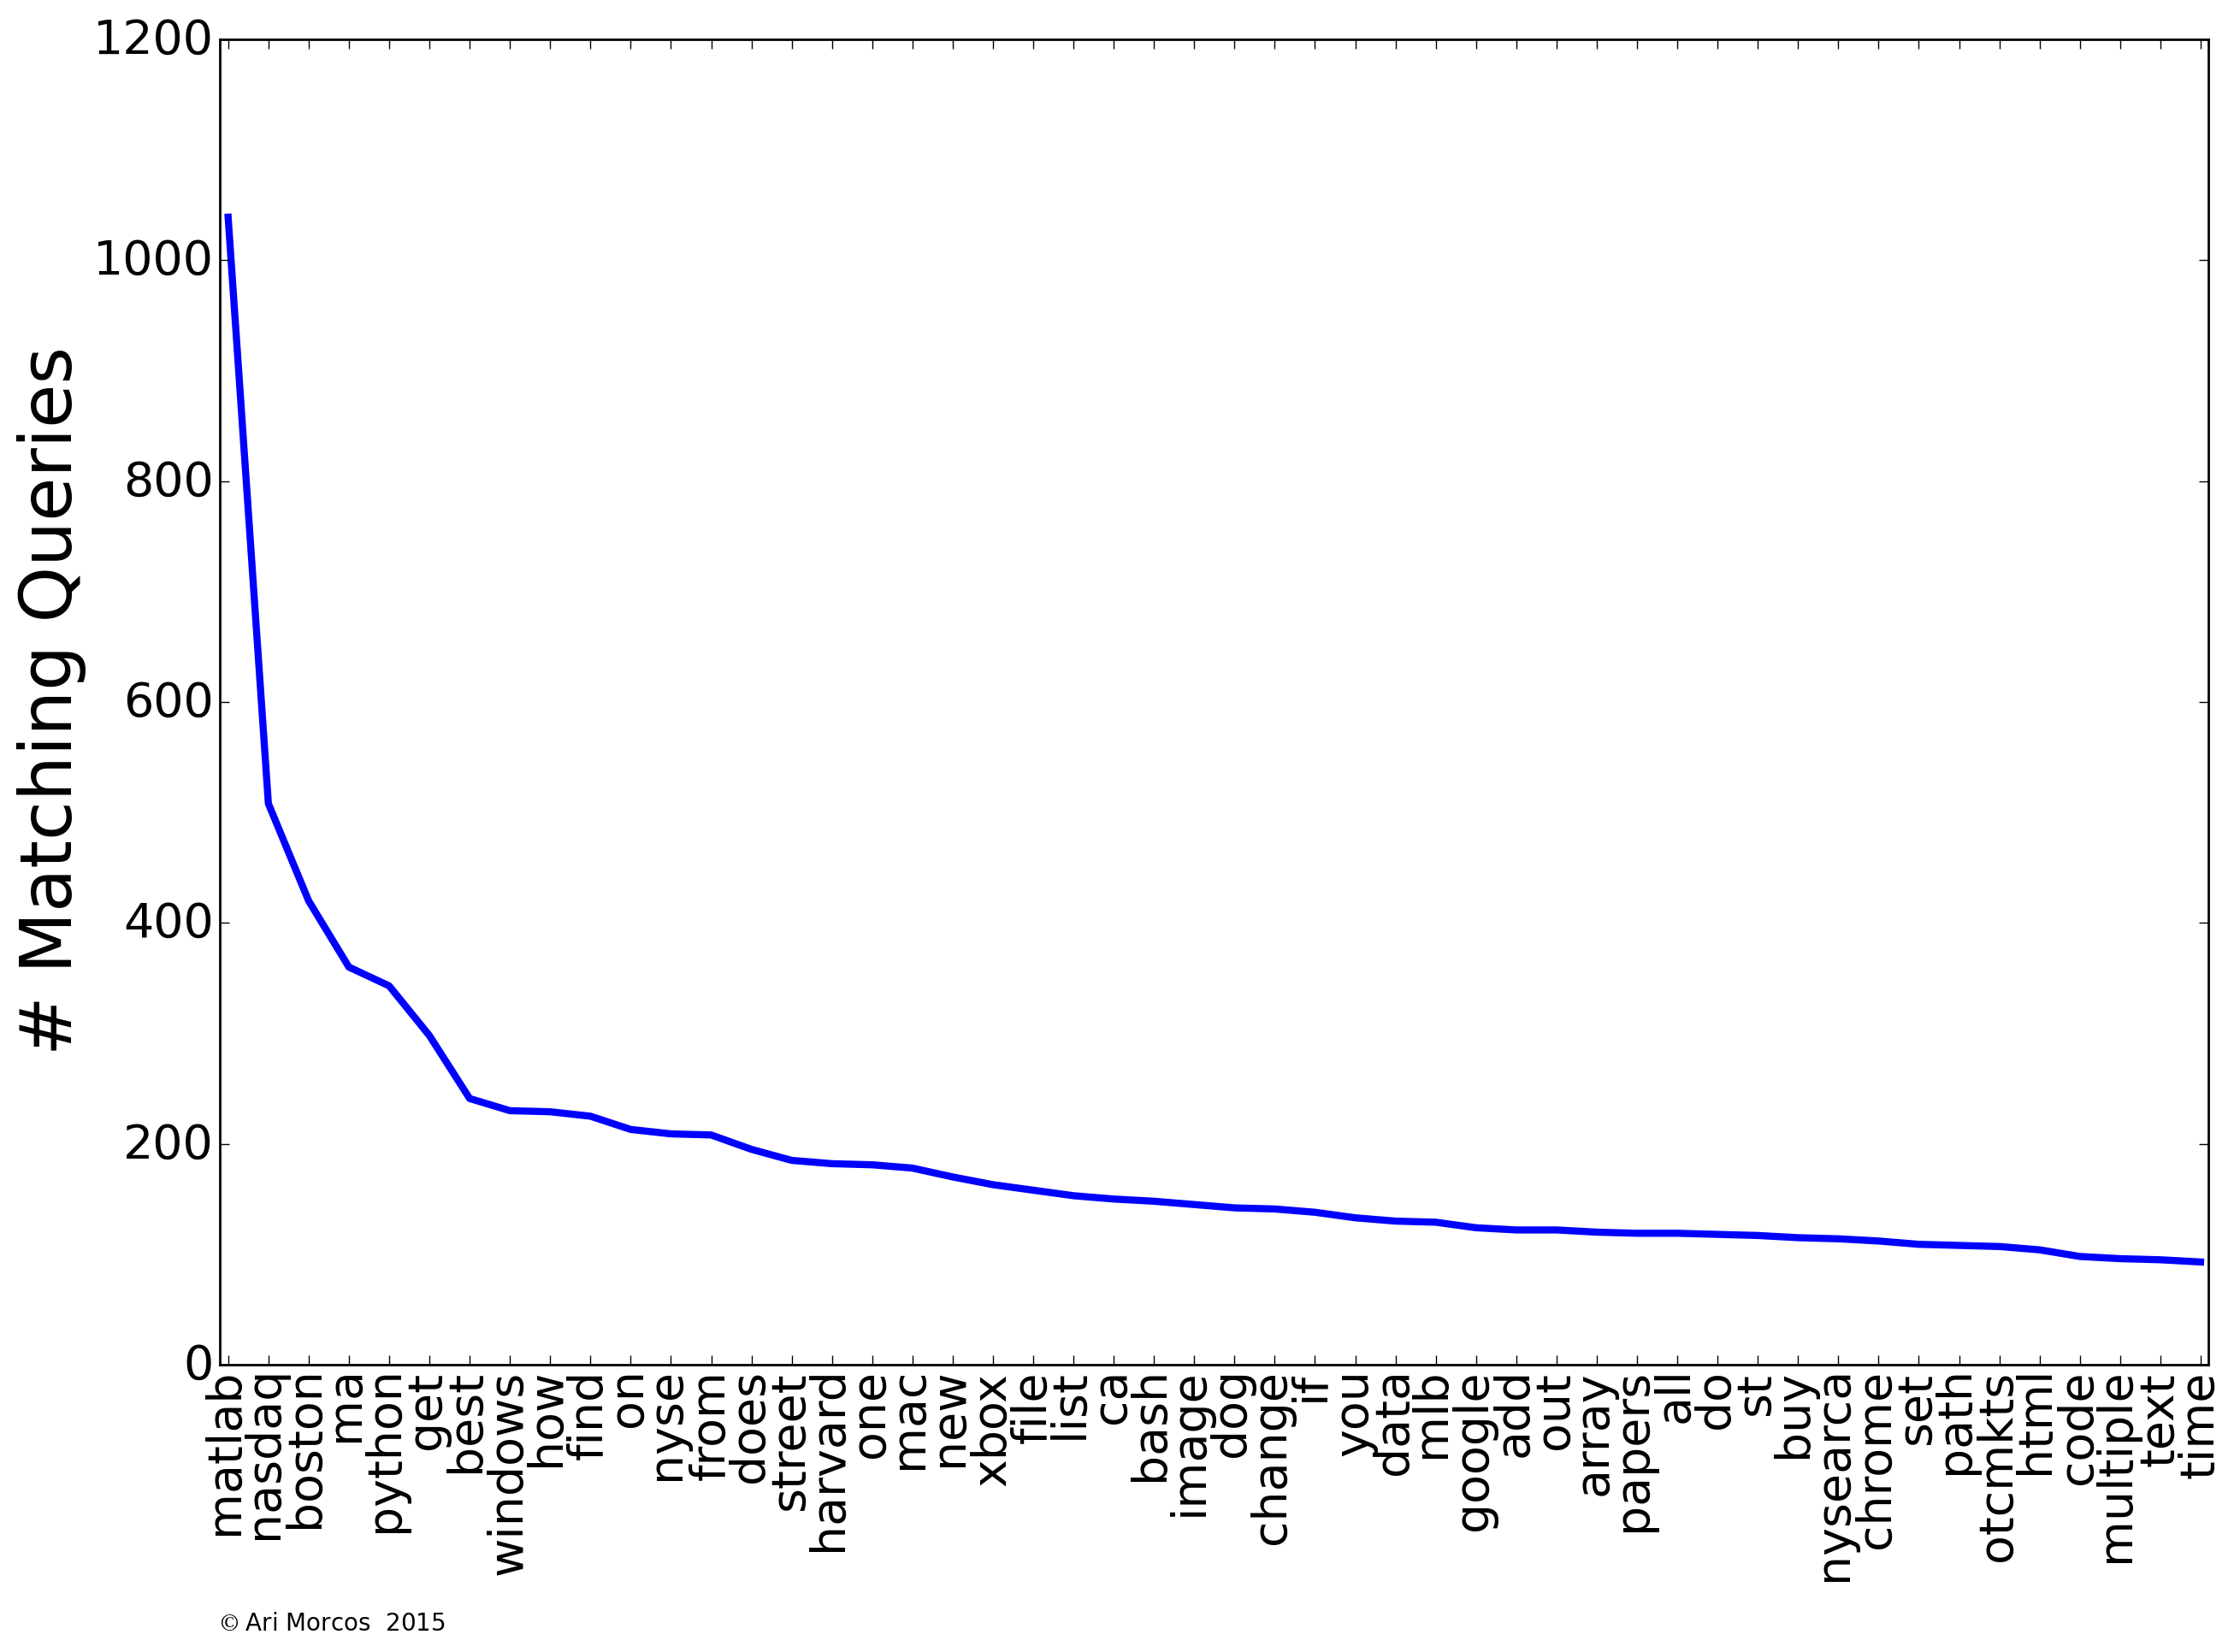 # Matching Queries
1200
1000
800
600
400
200
0
matlab
nasdaq
boston
ma
python
get
best
windows
how
find
on
nyse
from
does
street
harvard
one
mac
new
xbox
file
list
ca
bash
image
dog
change
if
you
data
mlb
google
add
out
array
papers
all
do
st
buy
nysearca
chrome
set
path
otcmkts
html
code
multiple
text
time
© Ari Morcos 2015